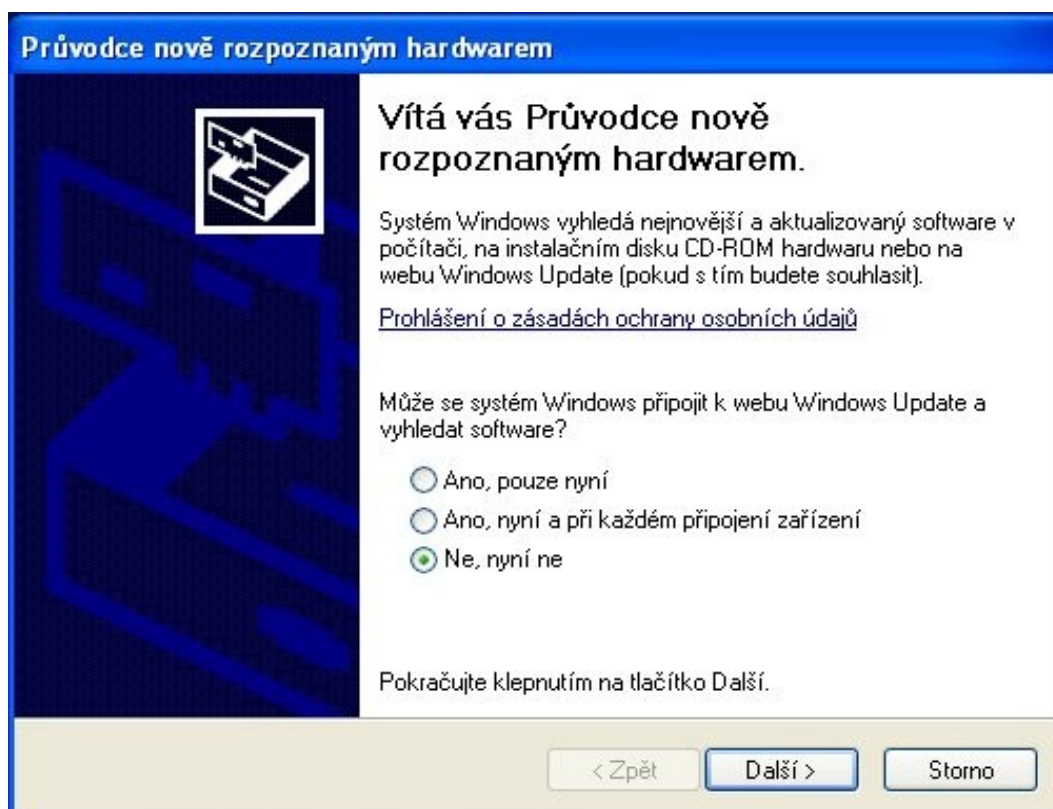 Průvodce nově rozpoznaným hardwarem
Vítá vás Průvodce nově
rozpoznaným hardwarem.
Systém Windows vyhledá nejnovější a aktualizovaný software v
počítači, na instalačním disku CD-ROM hardwaru nebo na
webu Windows Update (pokud s tím budete souhlasit).
Prohlášení o zásadách ochrany osobních údajů
Může se systém Windows připojit k webu Windows Update a
vyhledat software?
Ano, pouze nyní
Ano, nyní a při každém připojení zařízení
Ne, nyní ne
Pokračujte klepnutím na tlačítko Další.
< Zpět Další > Storno